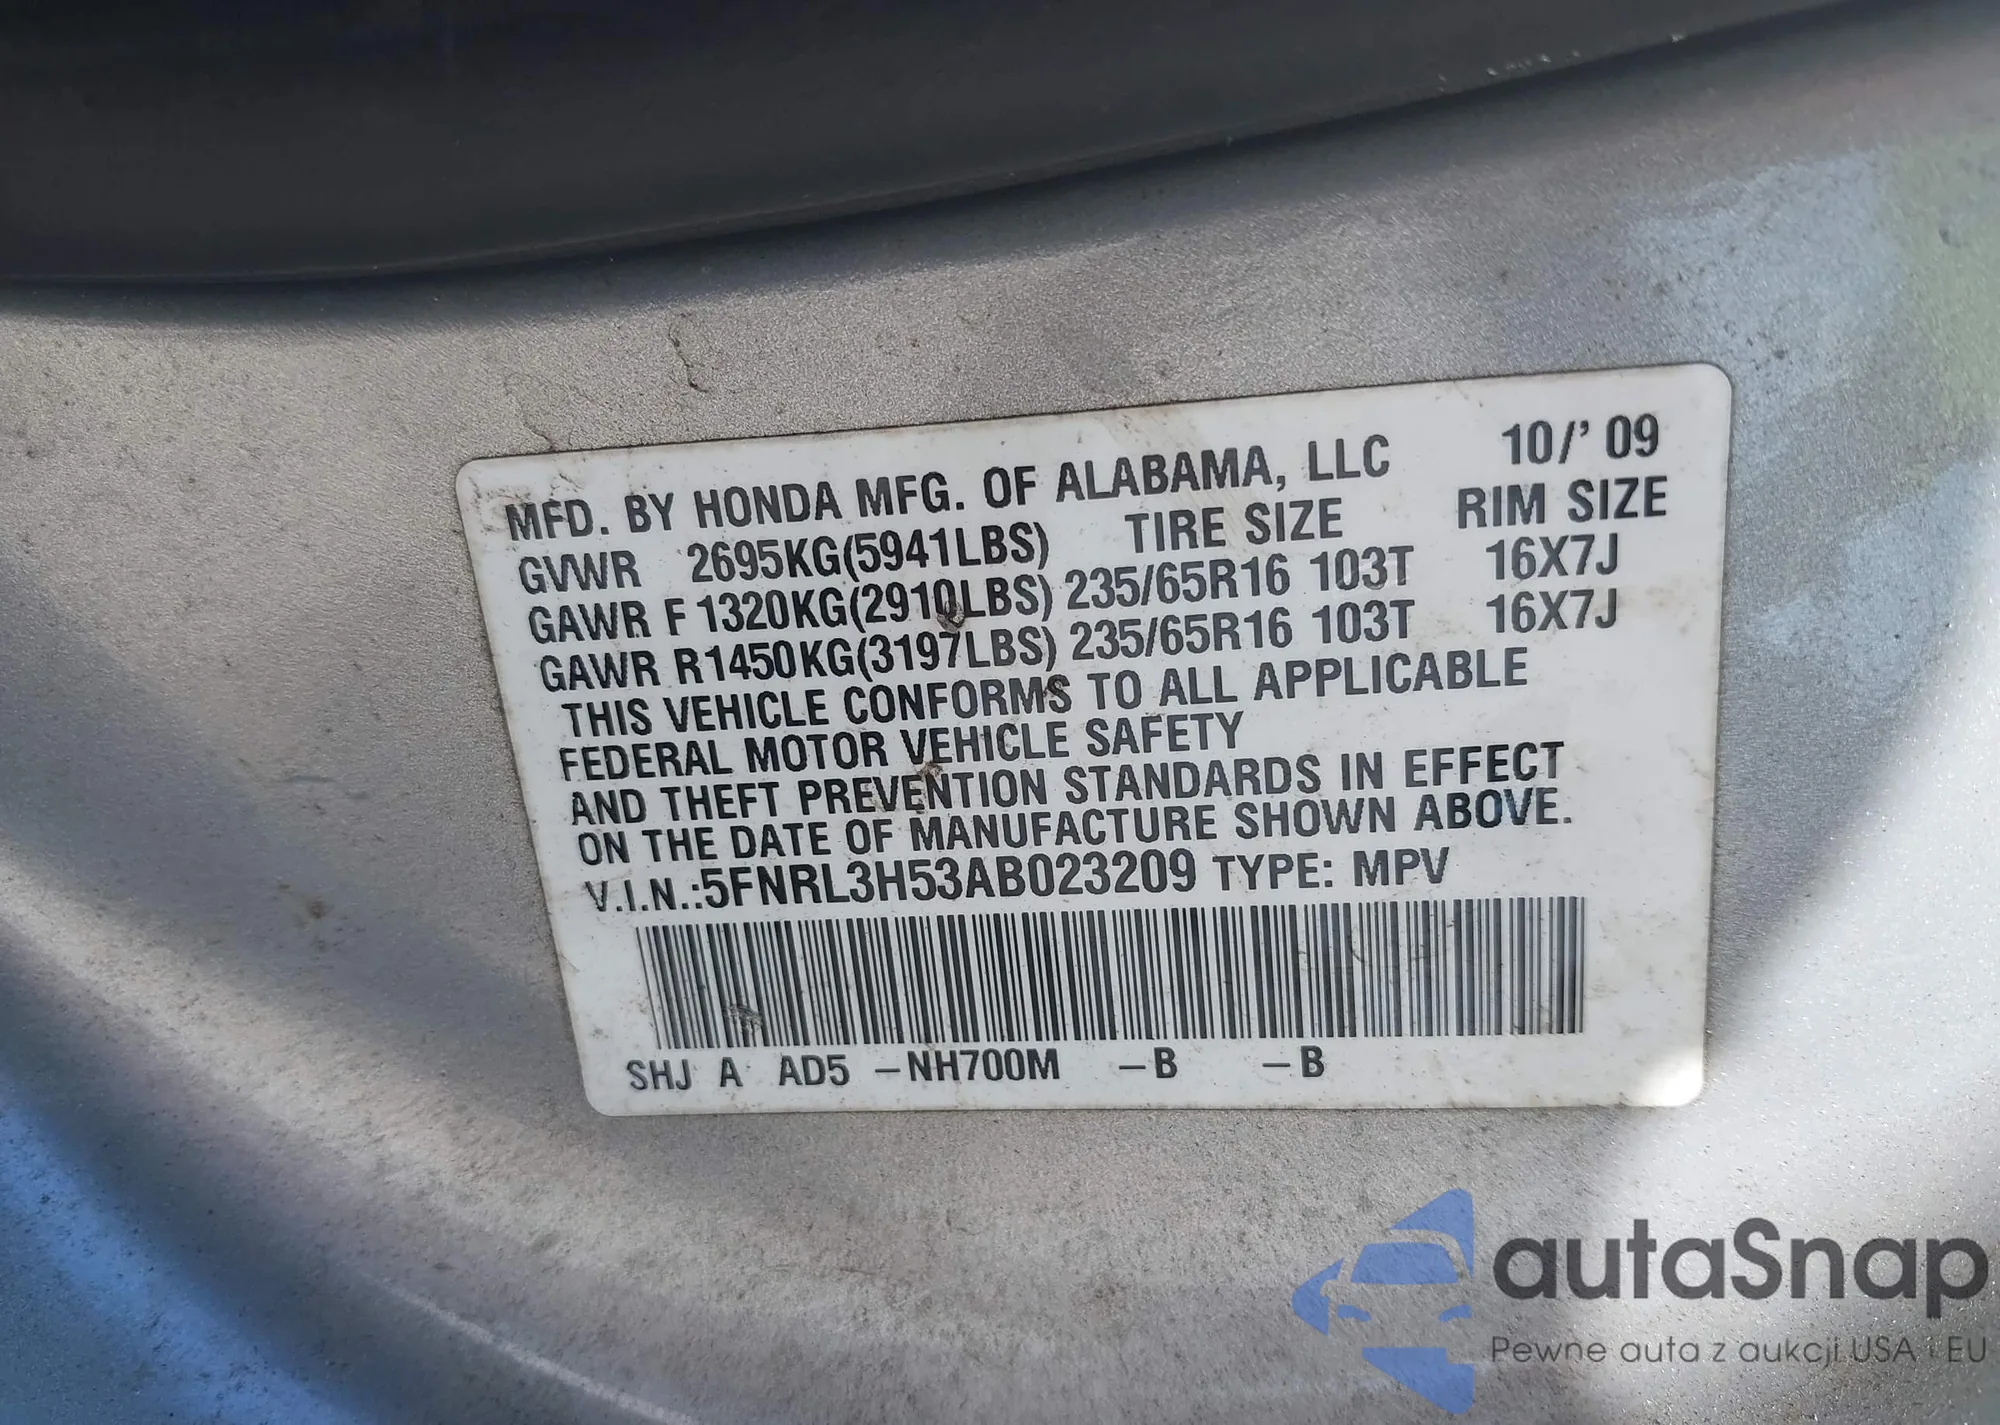 MFD. BY HONDA MFG. OF ALABAMA, LLC 10/' 09
GVWR 2695KG(5941LBS) TIRE SIZE RIM SIZE
GAWR F 1320KG(2910LBS) 235/65R16 103T 16X7J
GAWR R1450KG(3197LBS) 235/65R16 103T 16X7J
THIS VEHICLE CONFORMS TO ALL APPLICABLE
FEDERAL MOTOR VEHICLE SAFETY
AND THEFT PREVENTION STANDARDS IN EFFECT
ON THE DATE OF MANUFACTURE SHOWN ABOVE.
V.I.N.:5FNRL3H53AB023209 TYPE: MPV
SHJ A AD5 –NH700M –B –B
autaSnap
Pewne auta z aukcji USA i EU